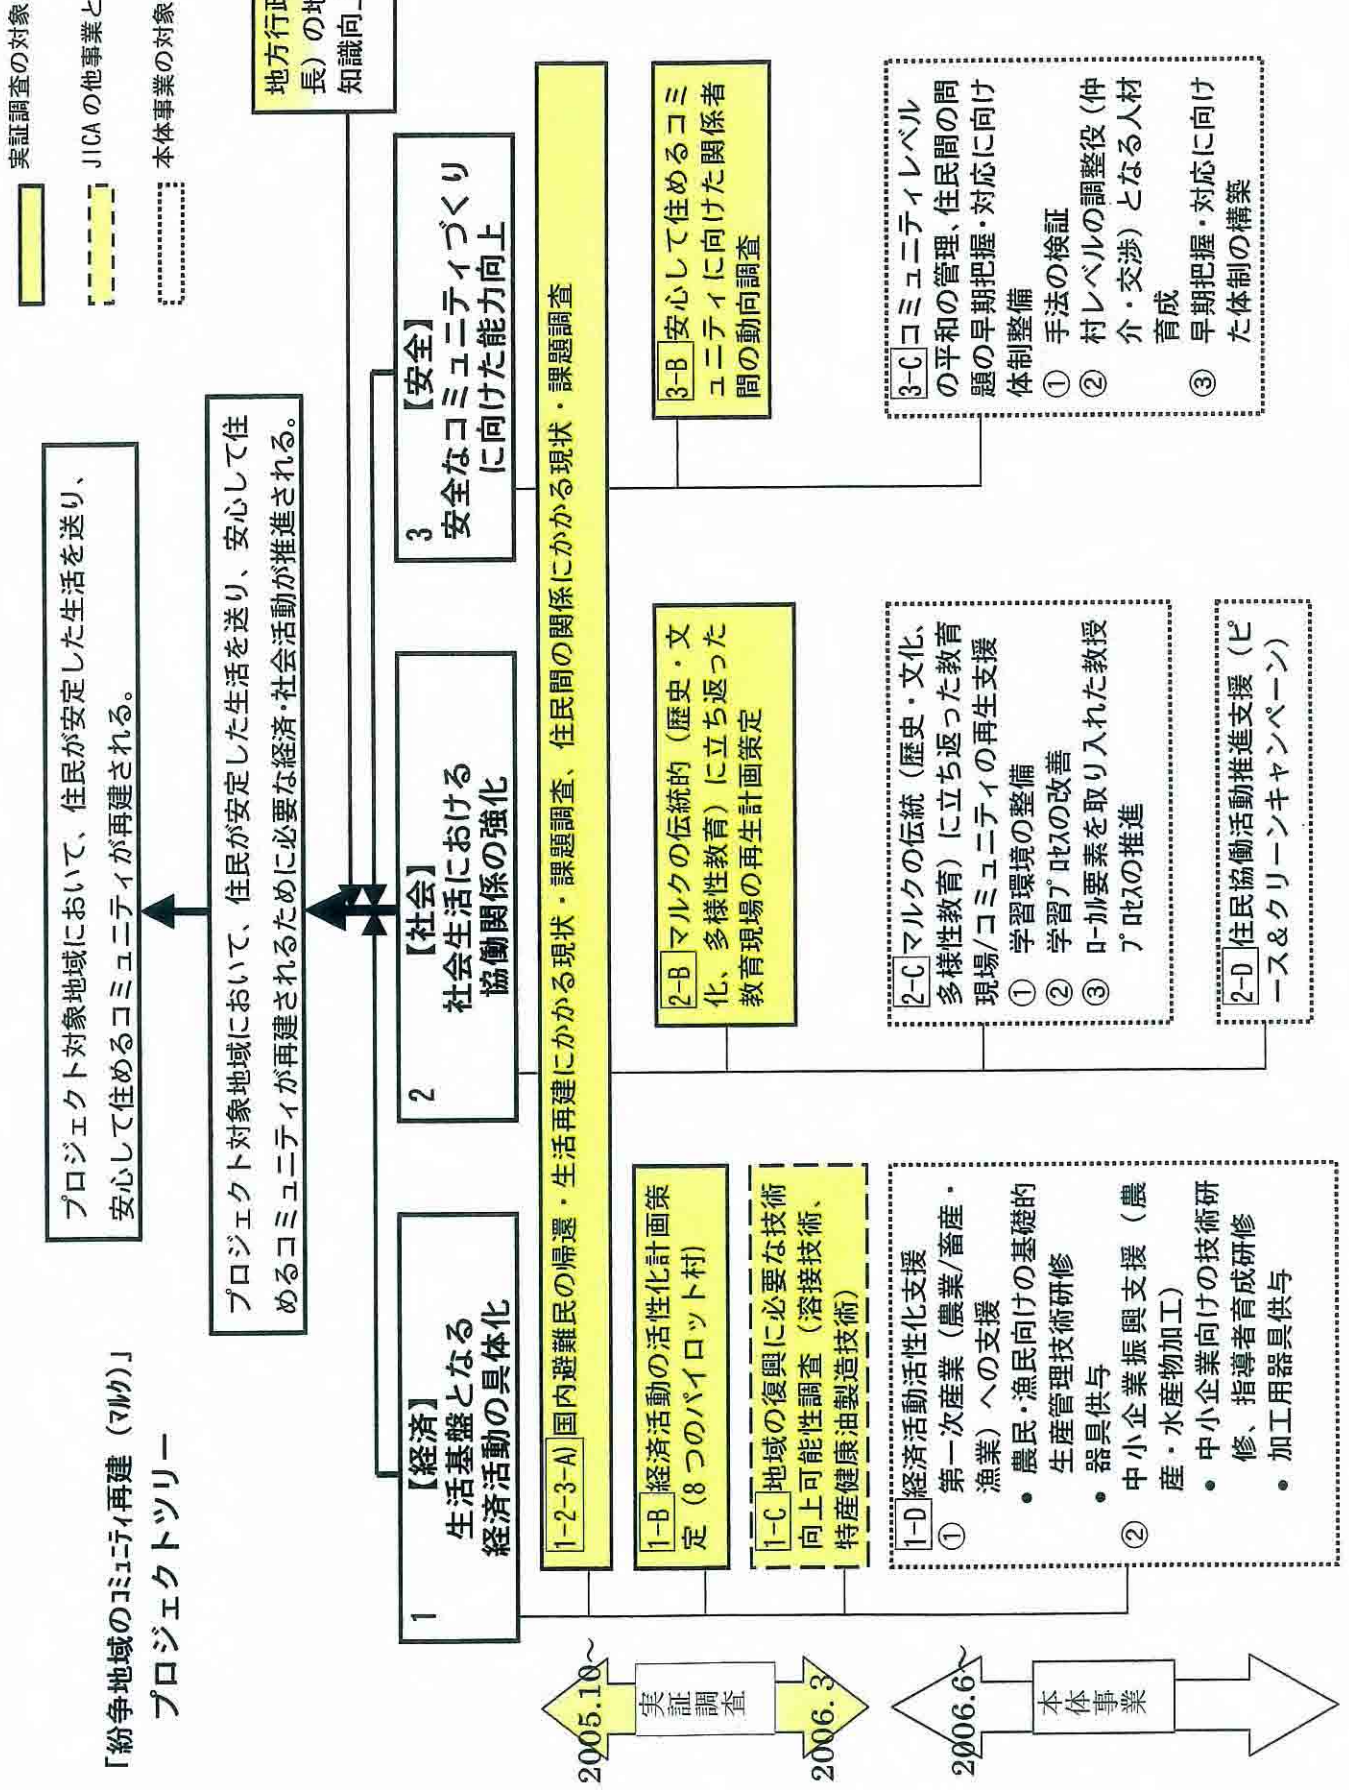 「紛争地域のｺﾐｭﾆﾃｨ再建（ﾏﾙｸ）」
プロジェクトツリー
プロジェクト対象地域において、住民が安定した生活を送り、
安心して住めるコミュニティが再建される。
実証調査の対象
JICAの他事業と
本体事業の対象
プロジェクト対象地域において、住民が安定した生活を送り、安心して住
めるコミュニティが再建されるために必要な経済・社会活動が推進される。
地方行政
長）の地
知識向上
1
【経済】
生活基盤となる
経済活動の具体化
2
【社会】
社会生活における
協働関係の強化
3
【安全】
安全なコミュニティづくり
に向けた能力向上
1-2-3-A)国内避難民の帰還・生活再建にかかる現状・課題調査、住民間の関係にかかる現状・課題調査
1-B 経済活動の活性化計画策
定（8つのパイロット村）
1-C 地域の復興に必要な技術
向上可能性調査（溶接技術、
特産健康油製造技術）
1-D 経済活動活性化支援
① 第一次産業（農業/畜産・
漁業）への支援
• 農民・漁民向けの基礎的
生産管理技術研修
• 器具供与
② 中小企業振興支援（農
産・水産物加工）
• 中小企業向けの技術研
修、指導者育成研修
• 加工用器具供与
2-B マルクの伝統的（歴史・文
化、多様性教育）に立ち返った
教育現場の再生計画策定
2-C マルクの伝統（歴史・文化、
多様性教育）に立ち返った教育
現場/コミュニティの再生支援
① 学習環境の整備
② 学習ﾌﾟﾛｾｽの改善
③ ﾛｰｶﾙ要素を取り入れた教授
ﾌﾟﾛｾｽの推進
2-D 住民協働活動推進支援（ピ
ース&クリーンキャンペーン）
3-B 安心して住めるコミ
ュニティに向けた関係者
間の動向調査
3-C コミュニティレベル
の平和の管理、住民間の問
題の早期把握・対応に向け
体制整備
① 手法の検証
② 村レベルの調整役（仲
介・交渉）となる人材
育成
③ 早期把握・対応に向け
た体制の構築
2005.10～
実証調査
2006.3
2006.6～
本体事業